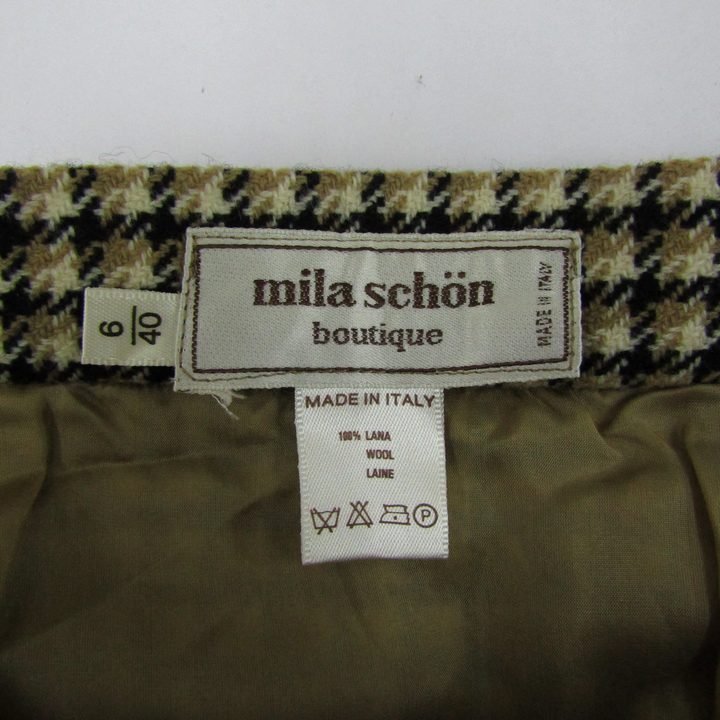 mila schön
boutique
MADE IN ITALY
6
40
MADE IN ITALY
100% LANA
WOOL
LAINE
P